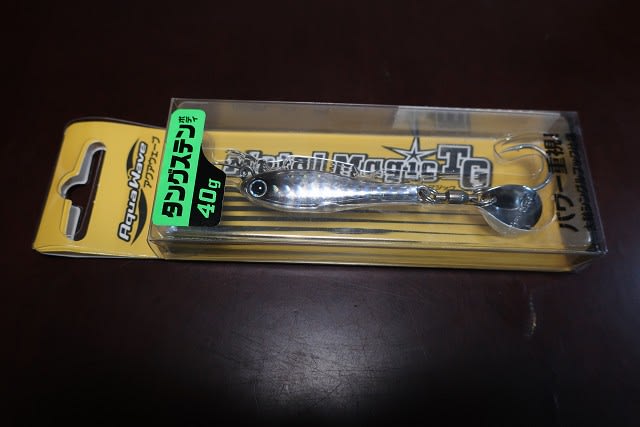 AquaWave
アクアウェーブ
タングステン
ボディ
40g
Metal Magic TG
パワー重視!